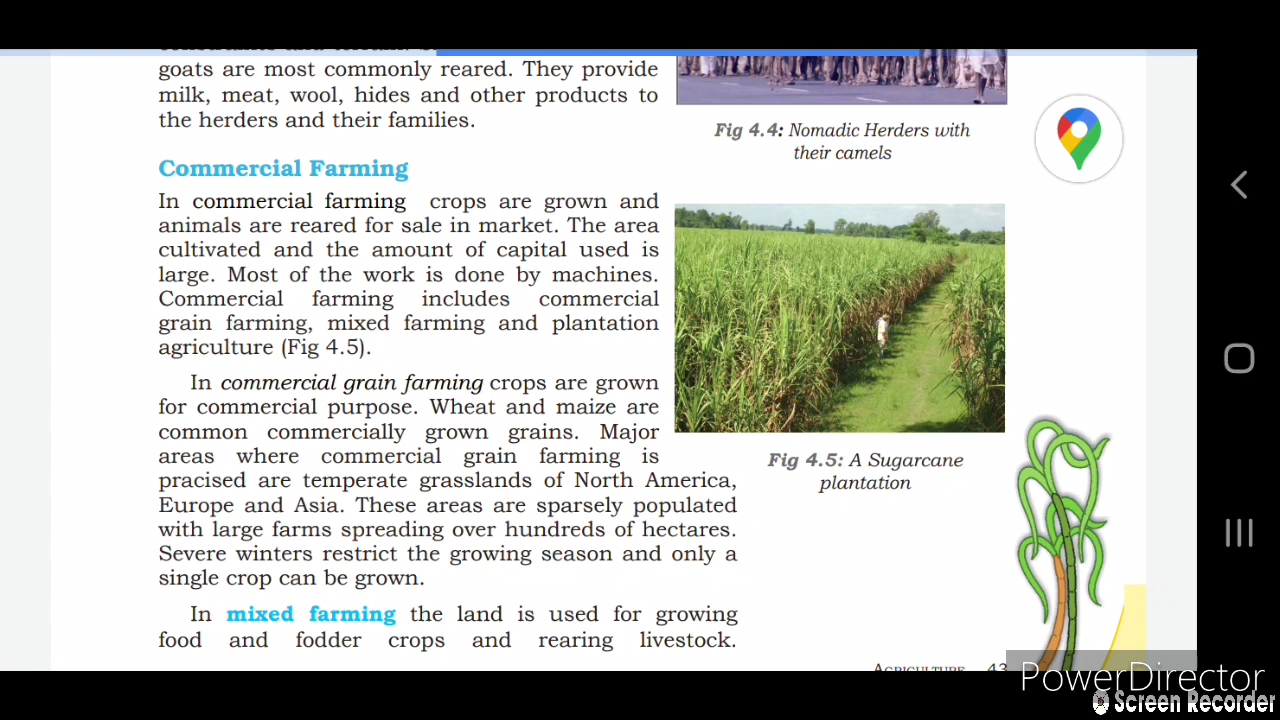 goats are most commonly reared. They provide
milk, meat, wool, hides and other products to
the herders and their families.
Fig 4.4: Nomadic Herders with
their camels
Commercial Farming
In commercial farming crops are grown and
animals are reared for sale in market. The area
cultivated and the amount of capital used is
large. Most of the work is done by machines.
Commercial farming includes commercial
grain farming, mixed farming and plantation
agriculture (Fig 4.5).
In commercial grain farming crops are grown
for commercial purpose. Wheat and maize are
common commercially grown grains. Major
areas where commercial grain farming is
practised are temperate grasslands of North America,
Europe and Asia. These areas are sparsely populated
with large farms spreading over hundreds of hectares.
Severe winters restrict the growing season and only a
single crop can be grown.
Fig 4.5: A Sugarcane
plantation
In mixed farming the land is used for growing
food and fodder crops and rearing livestock.
AGRICULTURE 43
PowerDirector
Screen Recorder